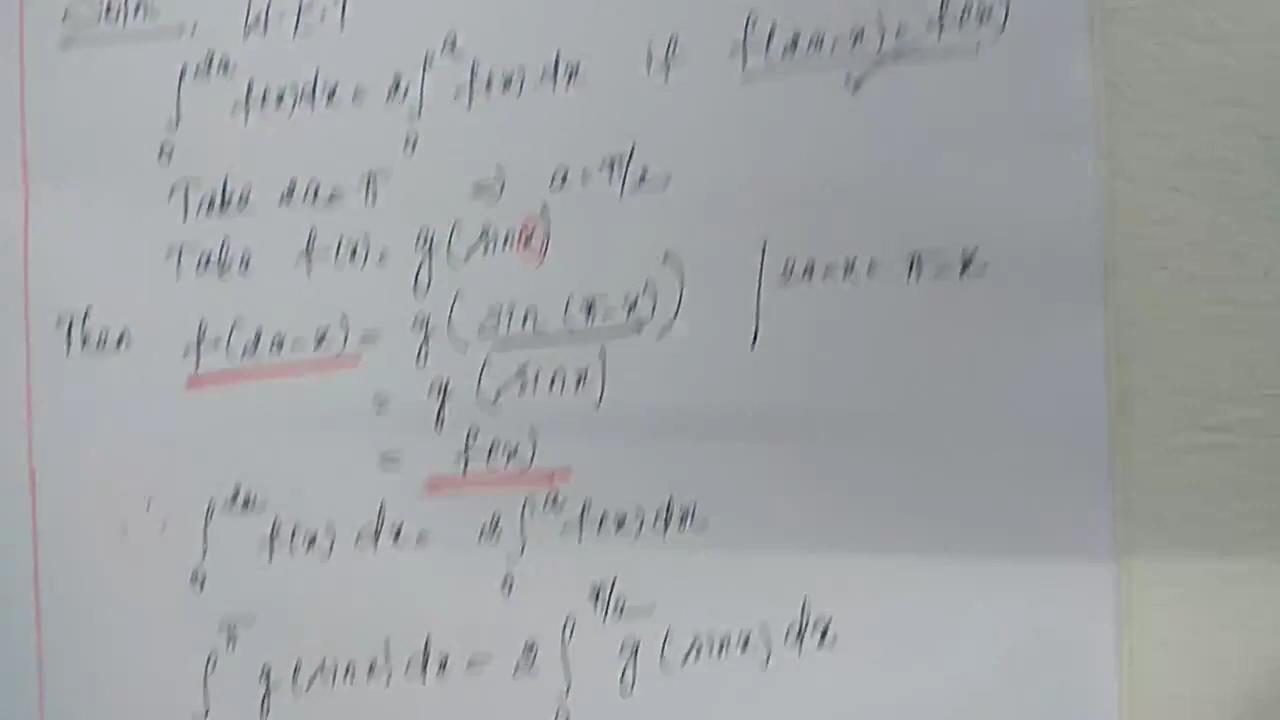 Soln, W.K.T
∫₀^2a f(x) dx = 2∫₀^a f(x) dx if f(2a-x) = f(x)
Take 2a = π ⇒ a = π/2
Take f(x) = g(sin x)
Then f(2a-x) = g(sin(π-x)) | 2a-x = π-x
= g(sin x)
= f(x)
∴ ∫₀^2a f(x) dx = 2∫₀^a f(x) dx
∫₀^π g(sin x) dx = 2∫₀^π/2 g(sin x) dx